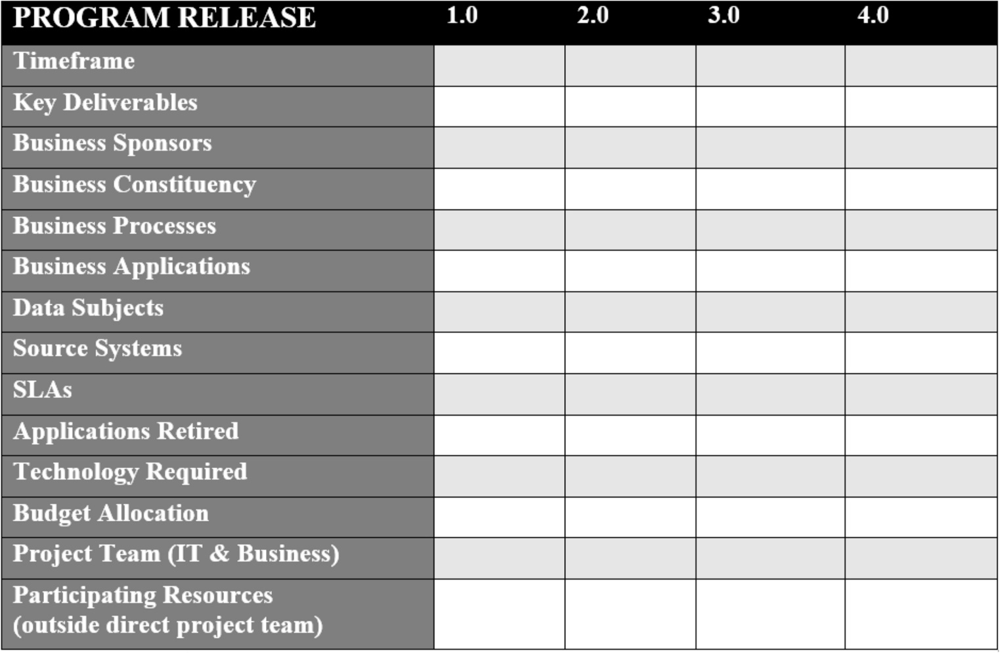 PROGRAM RELEASE 1.0 2.0 3.0 4.0
Timeframe
Key Deliverables
Business Sponsors
Business Constituency
Business Processes
Business Applications
Data Subjects
Source Systems
SLAs
Applications Retired
Technology Required
Budget Allocation
Project Team (IT & Business)
Participating Resources
(outside direct project team)